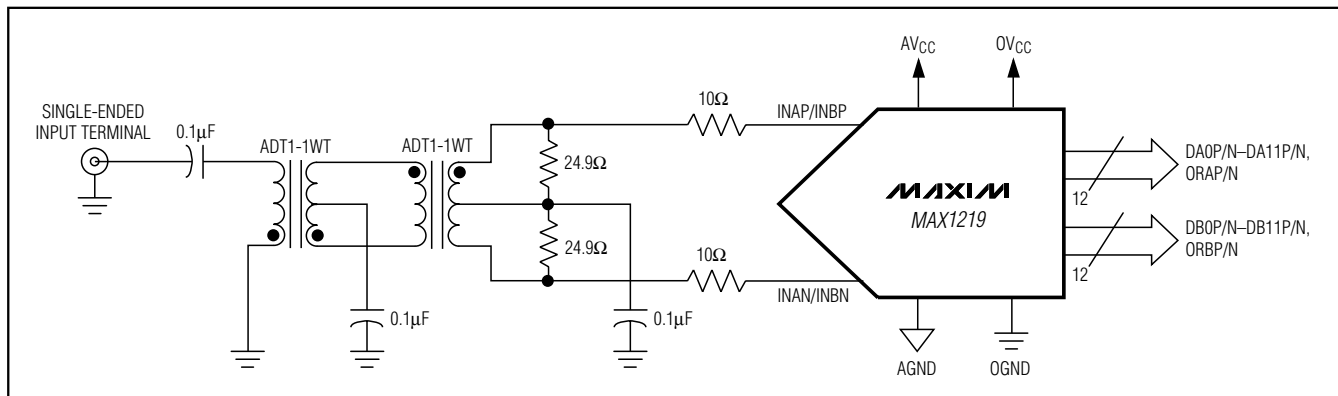 SINGLE-ENDED
INPUT TERMINAL
0.1μF
ADT1-1WT
ADT1-1WT
0.1μF
24.9Ω
24.9Ω
0.1μF
10Ω
10Ω
INAP/INBP
INAN/INBN
AVCC
OVCC
MAXIM
MAX1219
AGND
OGND
12
DA0P/N–DA11P/N,
ORAP/N
12
DB0P/N–DB11P/N,
ORBP/N